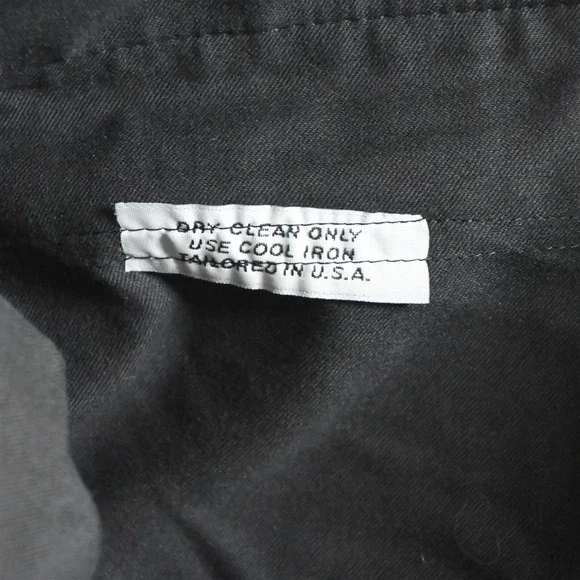 DRY CLEAN ONLY
USE COOL IRON
TAILORED IN U.S.A.